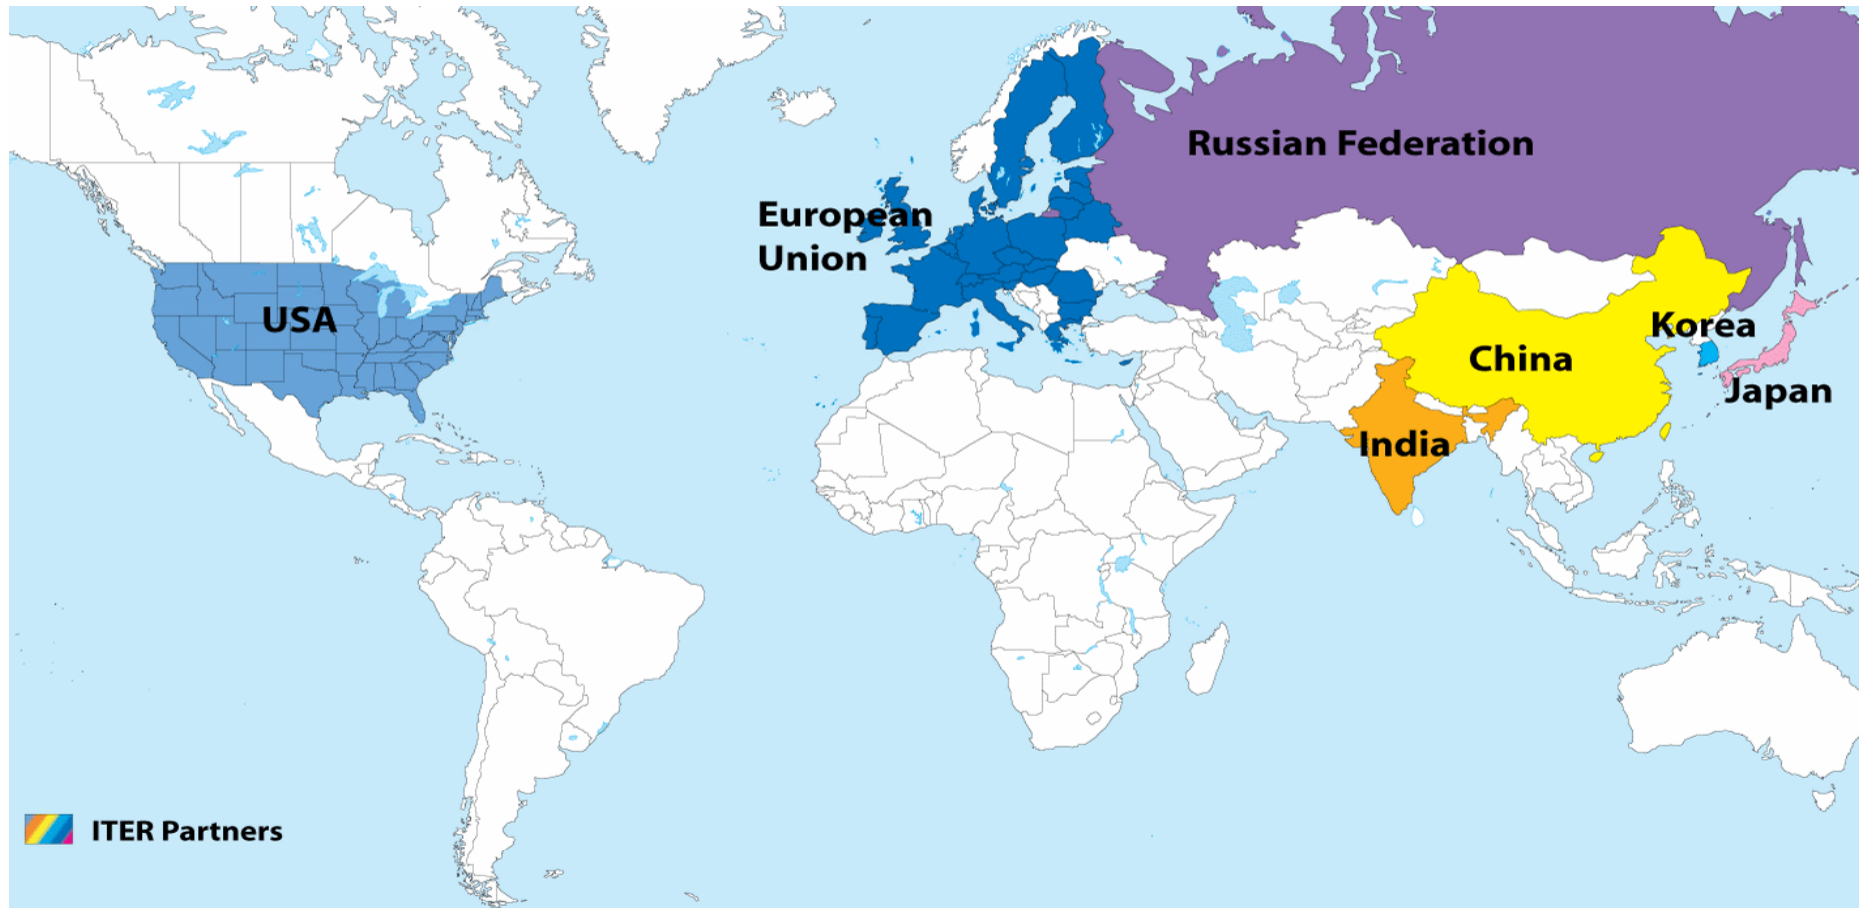 Russian Federation
European
Union
USA
Korea
China
Japan
India
ITER Partners